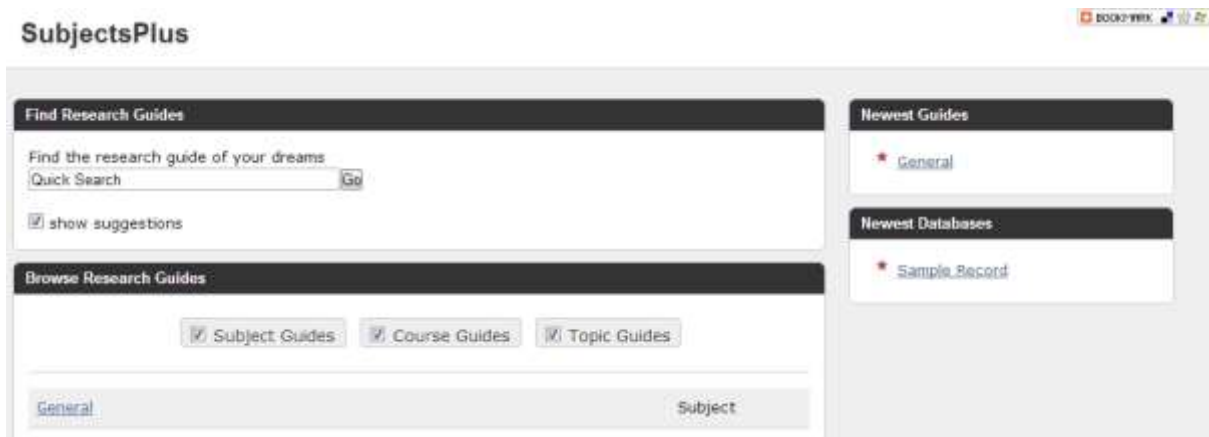 SubjectsPlus
BOOKMARK
Find Research Guides
Find the research guide of your dreams
Quick Search Go
show suggestions
Browse Research Guides
Subject Guides Course Guides Topic Guides
General Subject
Newest Guides
* General
Newest Databases
* Sample Record